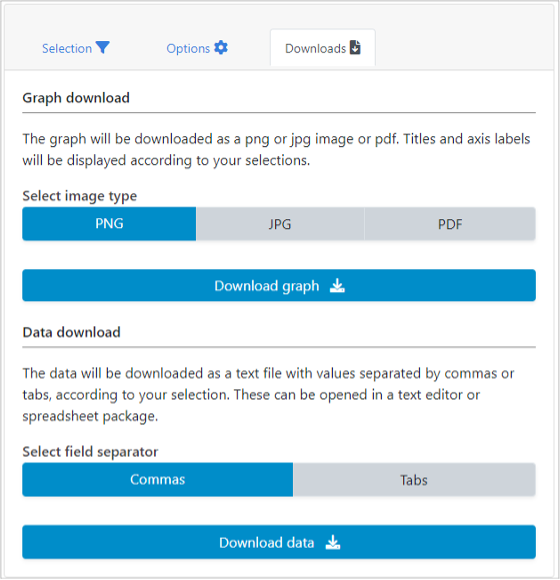 Selection
Options
Downloads
Graph download
The graph will be downloaded as a png or jpg image or pdf. Titles and axis labels
will be displayed according to your selections.
Select image type
PNG
JPG
PDF
Download graph
Data download
The data will be downloaded as a text file with values separated by commas or
tabs, according to your selection. These can be opened in a text editor or
spreadsheet package.
Select field separator
Commas
Tabs
Download data